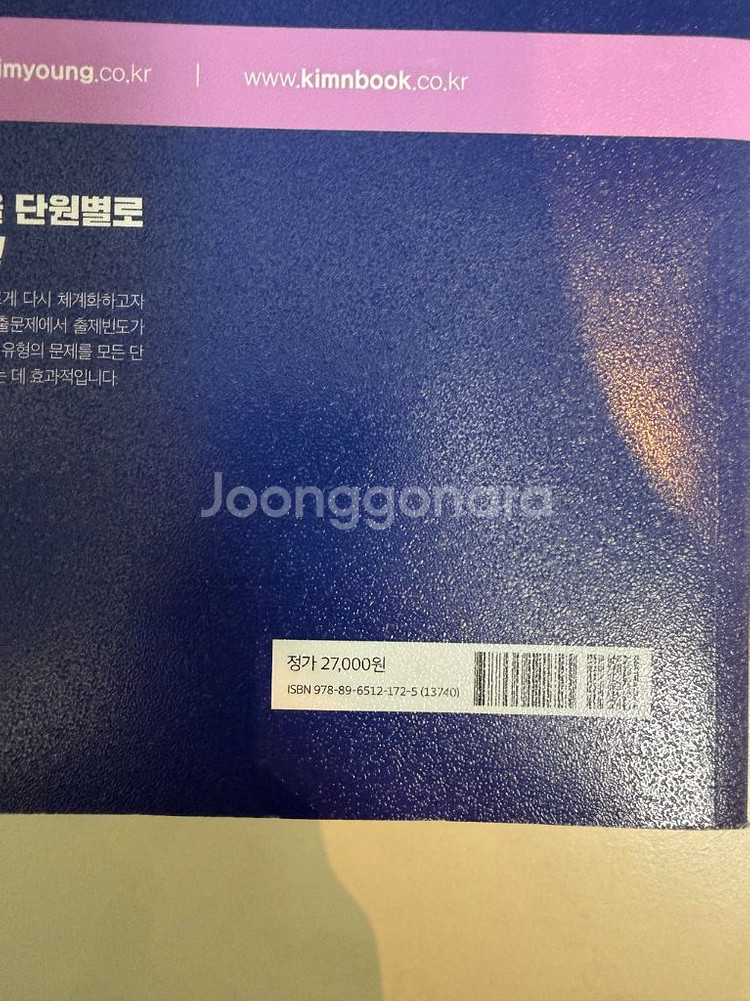 imyoung.co.kr | www.kimnbook.co.kr
을 단원별로
!
게 다시 체계화하고자
출문제에서 출제빈도가
유형의 문제를 모든 단
는 데 효과적입니다
Joonggonara
정가 27,000원
ISBN 978-89-6512-172-5 (13740)